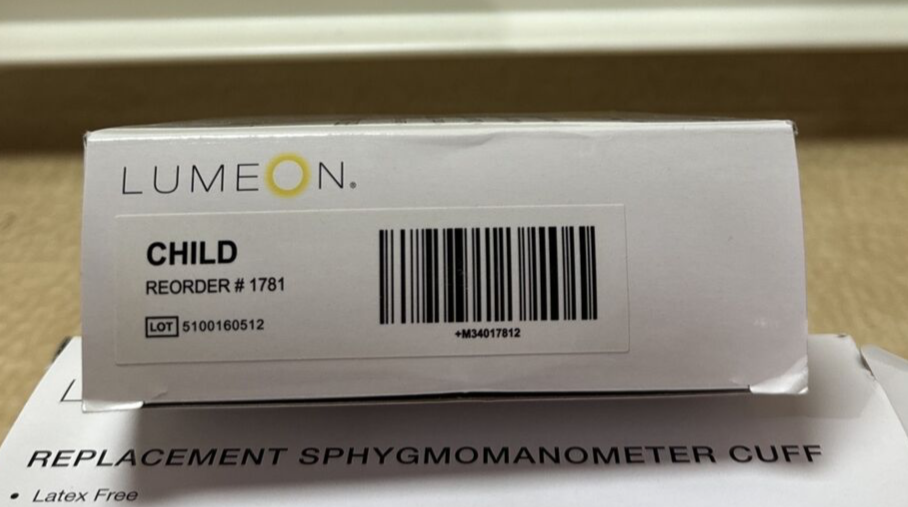 LUMEON®
CHILD
REORDER # 1781
LOT 5100160512
+M34017812
REPLACEMENT SPHYGMOMANOMETER CUFF
• Latex Free